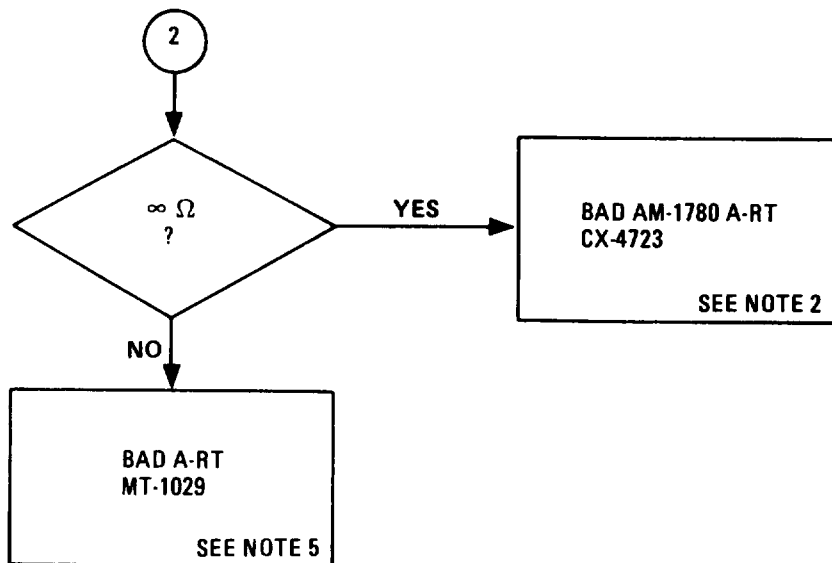 2
∞ Ω
?
YES
BAD AM-1780 A-RT
CX-4723
SEE NOTE 2
NO
BAD A-RT
MT-1029
SEE NOTE 5